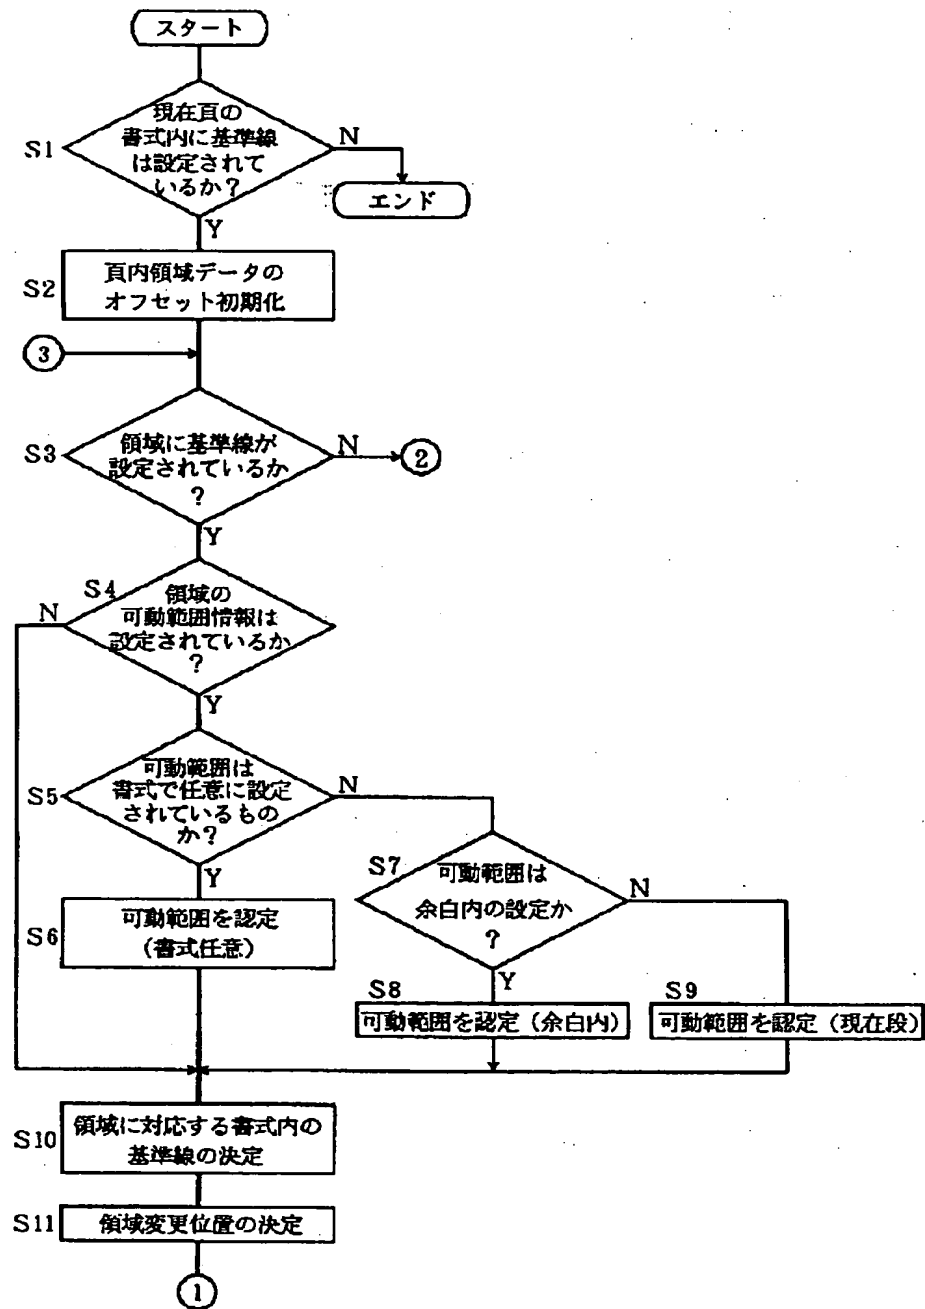 スタート
現在頁の
書式内に基準線
は設定されて
いるか？
S1
N
エンド
Y
S2
頁内領域データの
オフセット初期化
3
S3
領域に基準線が
設定されているか
？
N
2
Y
S4
領域の
可動範囲情報は
設定されているか
？
N
Y
S5
可動範囲は
書式で任意に設定
されているもの
か？
N
Y
S6
可動範囲を認定
（書式任意）
S7
可動範囲は
余白内の設定か
？
N
Y
S8
可動範囲を認定（余白内）
S9
可動範囲を認定（現在段）
S10
領域に対応する書式内の
基準線の決定
S11
領域変更位置の決定
1